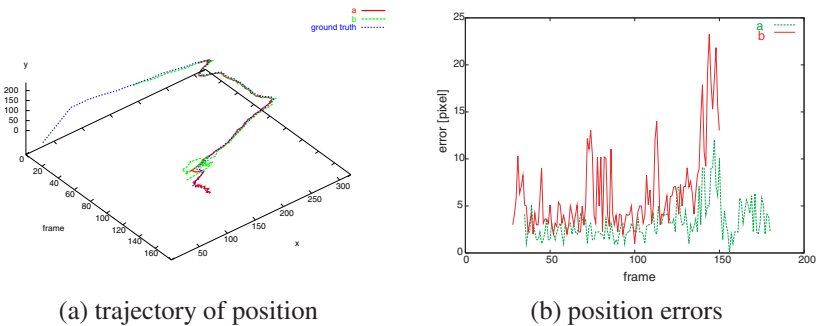 a
b
ground truth
y
200
150
100
50
0
0
20
40
60
80
100
120
140
160
frame
50
100
150
200
250
300
x
(a) trajectory of position
25
20
15
10
5
0
0
50
100
150
200
error [pixel]
frame
a
b
(b) position errors